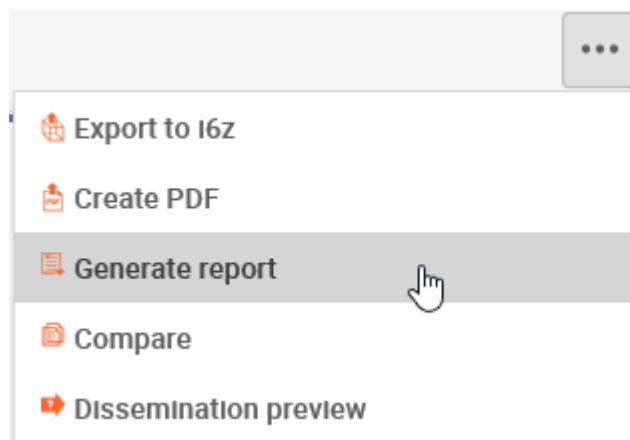 Export to i6z
Create PDF
Generate report
Compare
Dissemination preview